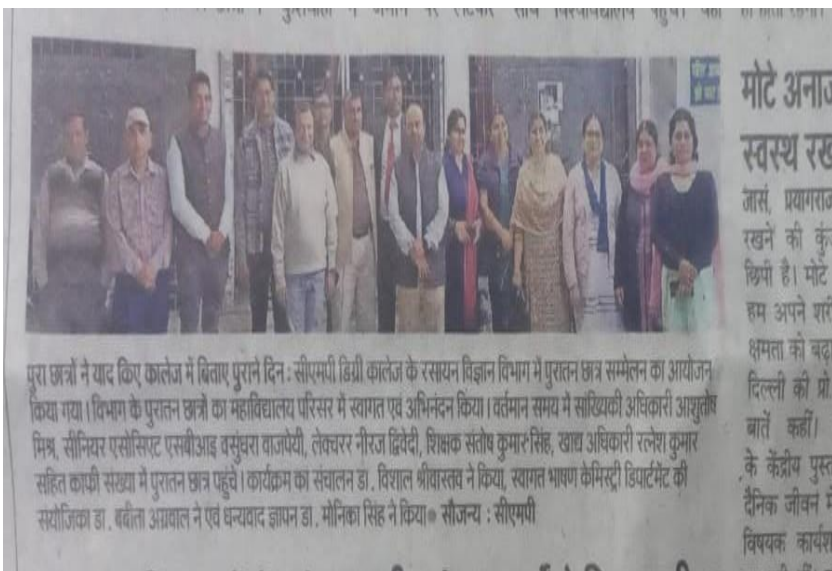 पुरा छात्रों ने याद किए कालेज में बिताए पुराने दिन : सीएमपी डिग्री कालेज के रसायन विज्ञान विभाग में पुरातन छात्र सम्मेलन का आयोजन
किया गया। विभाग के पुरातन छात्रों का महाविद्यालय परिसर में स्वागत एवं अभिनंदन किया। वर्तमान समय में सांख्यिकी अधिकारी आशुतोष
मिश्र, सीनियर एसोसिएट एसबीआइ वसुंधरा वाजपेयी, लेक्चरर नीरज द्विवेदी, शिक्षक संतोष कुमार सिंह, खाद्य अधिकारी रत्नेश कुमार
सहित काफी संख्या में पुरातन छात्र पहुंचे। कार्यक्रम का संचालन डा. विशाल श्रीवास्तव ने किया, स्वागत भाषण केमिस्ट्री डिपार्टमेंट की
संयोजिका डा. बबीता अग्रवाल ने एवं धन्यवाद ज्ञापन डा. मोनिका सिंह ने किया● सौजन्य : सीएमपी
मोटे अनाज
स्वस्थ रख
जासं, प्रयागराज
रखने की कुं
छिपी है। मोटे
हम अपने शरी
क्षमता को बढ़ा
दिल्ली की प्रो
बातें कहीं।
के केंद्रीय पुस्त
दैनिक जीवन में
विषयक कार्यश